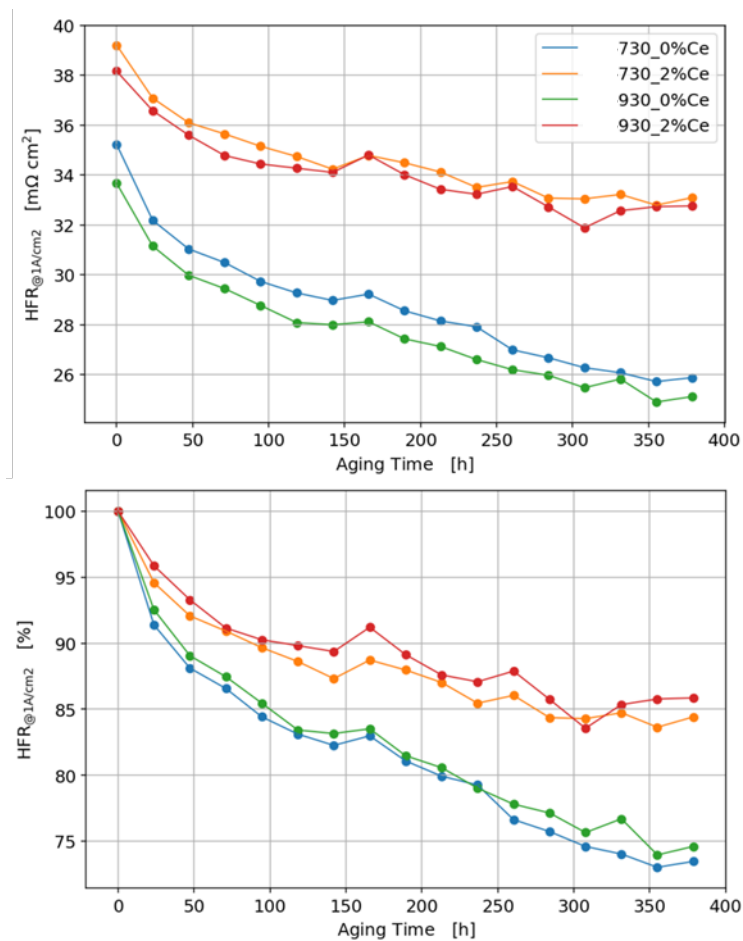 40
38
36
34
32
30
28
26
HFR@1A/cm2 [mΩ cm²]
730_0%Ce
730_2%Ce
930_0%Ce
930_2%Ce
0 50 100 150 200 250 300 350 400
Aging Time [h]
100
95
90
85
80
75
HFR@1A/cm2 [%]
0 50 100 150 200 250 300 350 400
Aging Time [h]